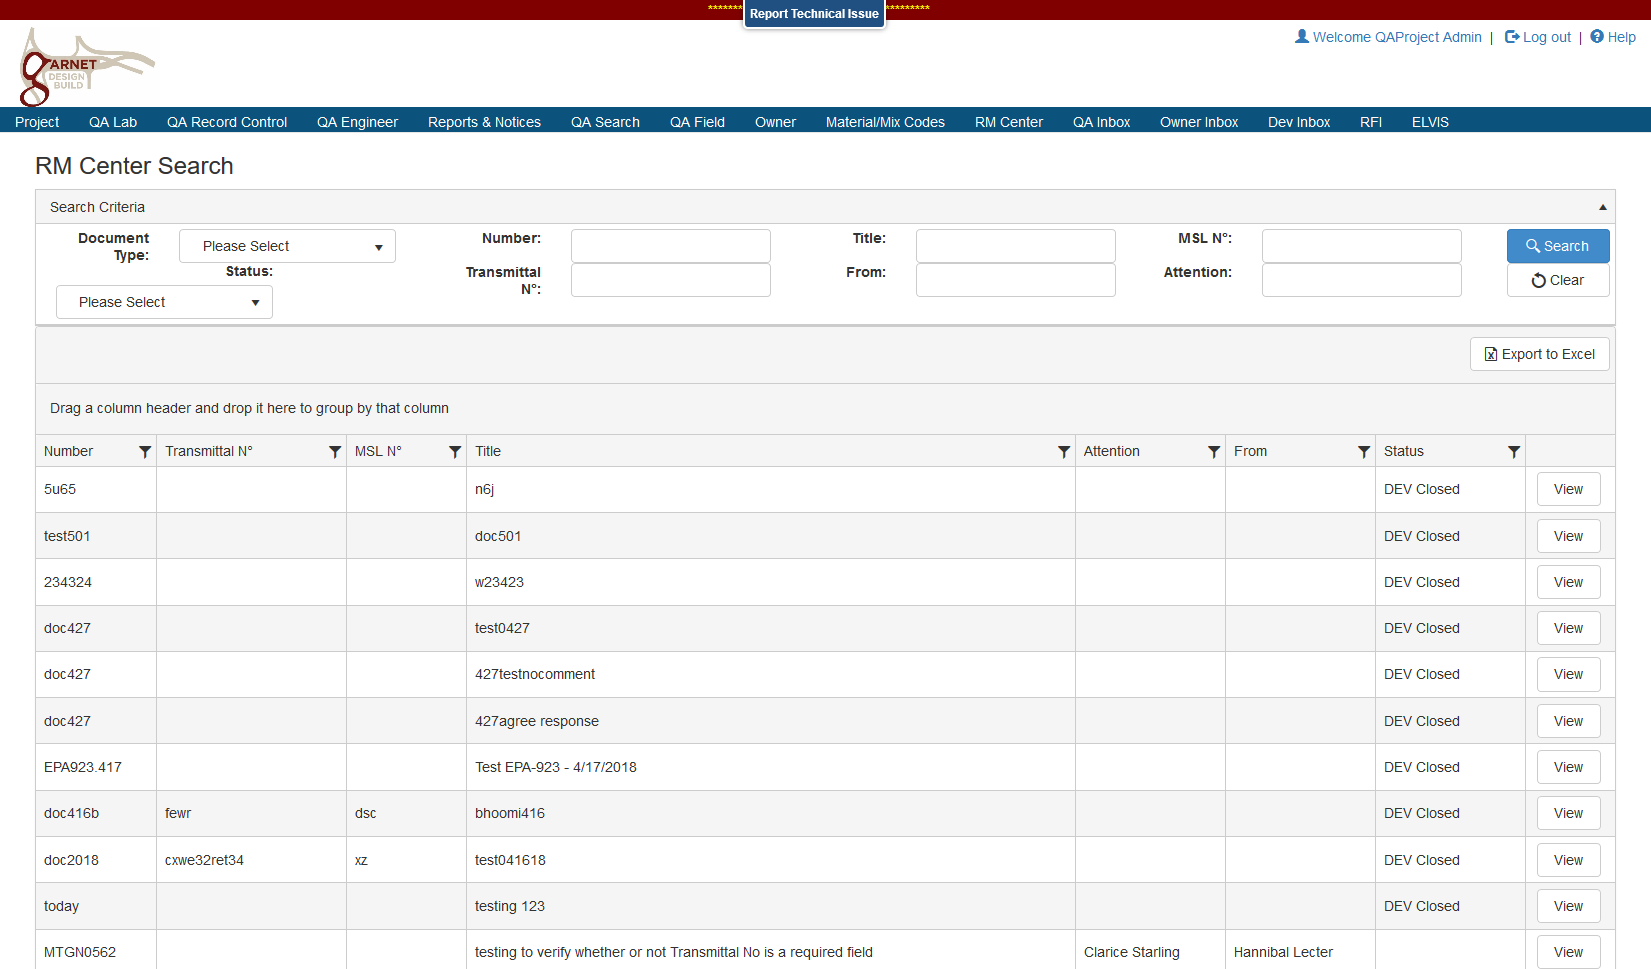 ********* Report Technical Issue *********
Welcome QAProject Admin | Log out | Help
gARNET
DESIGN
BUILD
Project QA Lab QA Record Control QA Engineer Reports & Notices QA Search QA Field Owner Material/Mix Codes RM Center QA Inbox Owner Inbox Dev Inbox RFI ELVIS
RM Center Search
Search Criteria
Document Type: Please Select Number: Title: MSL N°: Search
Status: Please Select Transmittal N°: From: Attention: Clear
Export to Excel
Drag a column header and drop it here to group by that column
Number Transmittal N° MSL N° Title Attention From Status
5u65 n6j DEV Closed View
test501 doc501 DEV Closed View
234324 w23423 DEV Closed View
doc427 test0427 DEV Closed View
doc427 427testnocomment DEV Closed View
doc427 427agree response DEV Closed View
EPA923.417 Test EPA-923 - 4/17/2018 DEV Closed View
doc416b fewr dsc bhoomi416 DEV Closed View
doc2018 cxwe32ret34 xz test041618 DEV Closed View
today testing 123 DEV Closed View
MTGN0562 testing to verify whether or not Transmittal No is a required field Clarice Starling Hannibal Lecter View